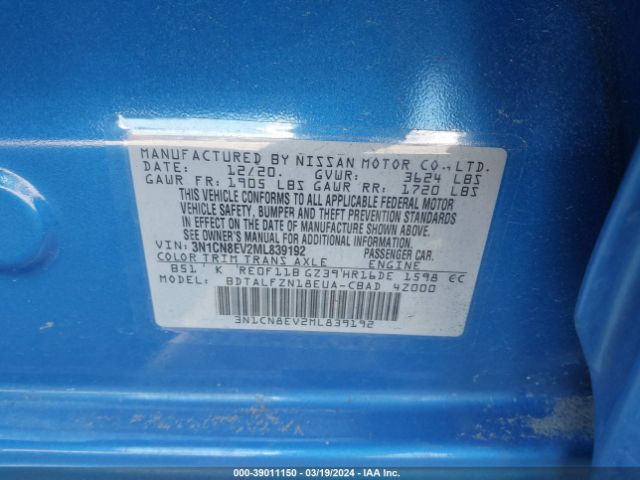 MANUFACTURED BY NISSAN MOTOR CO., LTD.
DATE: 12/20. GVWR: 3624 LBS
GAWR FR: 1905 LBS GAWR RR: 1720 LBS
THIS VEHICLE CONFORMS TO ALL APPLICABLE FEDERAL MOTOR
VEHICLE SAFETY, BUMPER AND THEFT PREVENTION STANDARDS
IN EFFECT ON THE DATE OF MANUFACTURE SHOWN ABOVE.
SEE OWNER'S MANUAL AND/OR INFORMATION.
VIN: 3N1CN8EV2ML839192 PASSENGER CAR
COLOR TRIM TRANS AXLE ENGINE
B51 K RE0F11B GZ39 HR16DE 1598 CC
MODEL: BDTALFZN18EUA-CBAD 4Z000
3N1CN8EV2ML839192
000-39011150 — 03/19/2024 — IAA Inc.